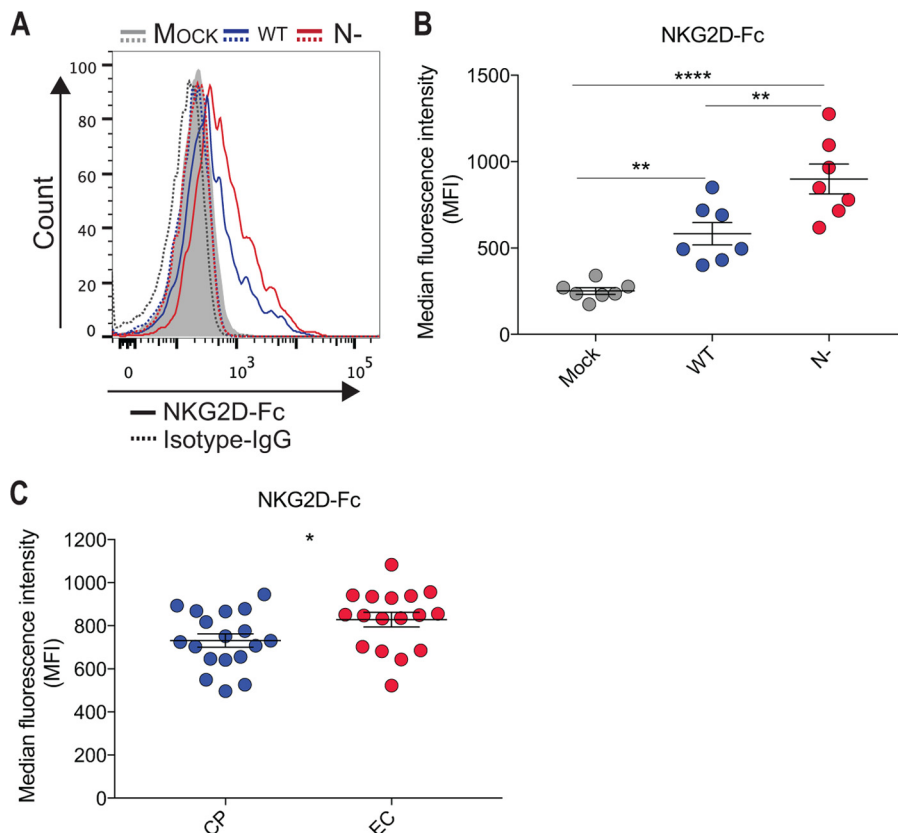 A
MOCK WT N-
100
80
60
40
20
0
Count
0 10³ 10⁵
NKG2D-Fc
Isotype-IgG
B
NKG2D-Fc
Median fluorescence intensity
(MFI)
1500
1000
500
0
****
**
**
Mock WT N-
C
NKG2D-Fc
Median fluorescence intensity
(MFI)
1200
1000
800
600
400
200
0
*
CP EC